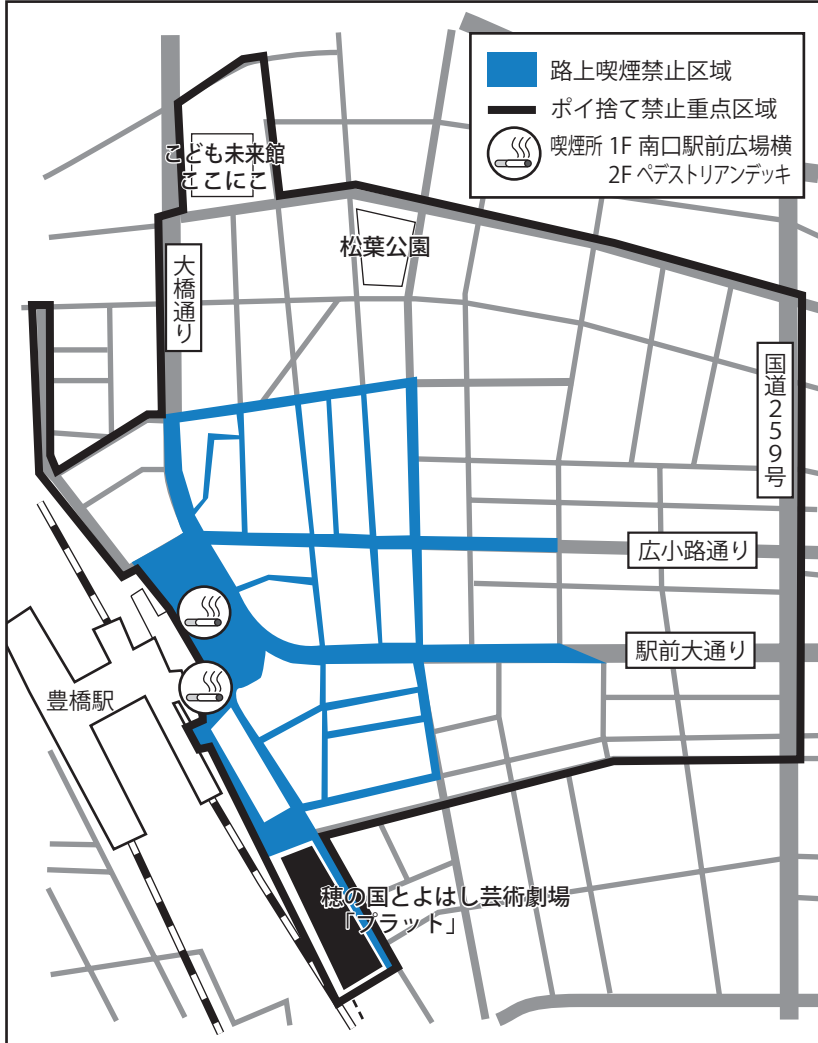 路上喫煙禁止区域
ポイ捨て禁止重点区域
喫煙所 1F 南口駅前広場横
2F ペデストリアンデッキ
こども未来館
ここにこ
松葉公園
大橋通り
国道259号
広小路通り
駅前大通り
豊橋駅
穂の国とよはし芸術劇場
「プラット」